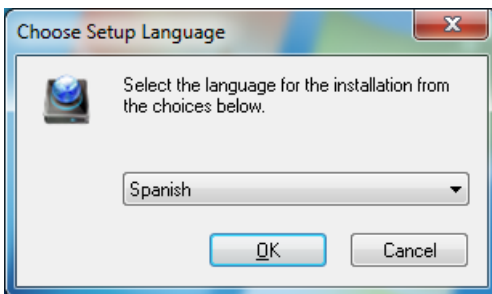 Choose Setup Language
Select the language for the installation from
the choices below.
Spanish
OK
Cancel